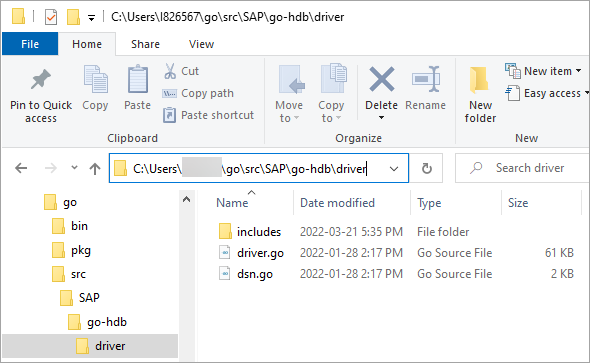 C:\Users\I826567\go\src\SAP\go-hdb\driver
File Home Share View
Pin to Quick access
Copy
Paste
Cut
Copy path
Paste shortcut
Clipboard
Move to
Copy to
Delete
Rename
Organize
New folder
New item
Easy access
New
C:\Users\ \go\src\SAP\go-hdb\driver
Search driver
go
bin
pkg
src
SAP
go-hdb
driver
Name Date modified Type Size
includes 2022-03-21 5:35 PM File folder
driver.go 2022-01-28 2:17 PM Go Source File 61 KB
dsn.go 2022-01-28 2:17 PM Go Source File 2 KB